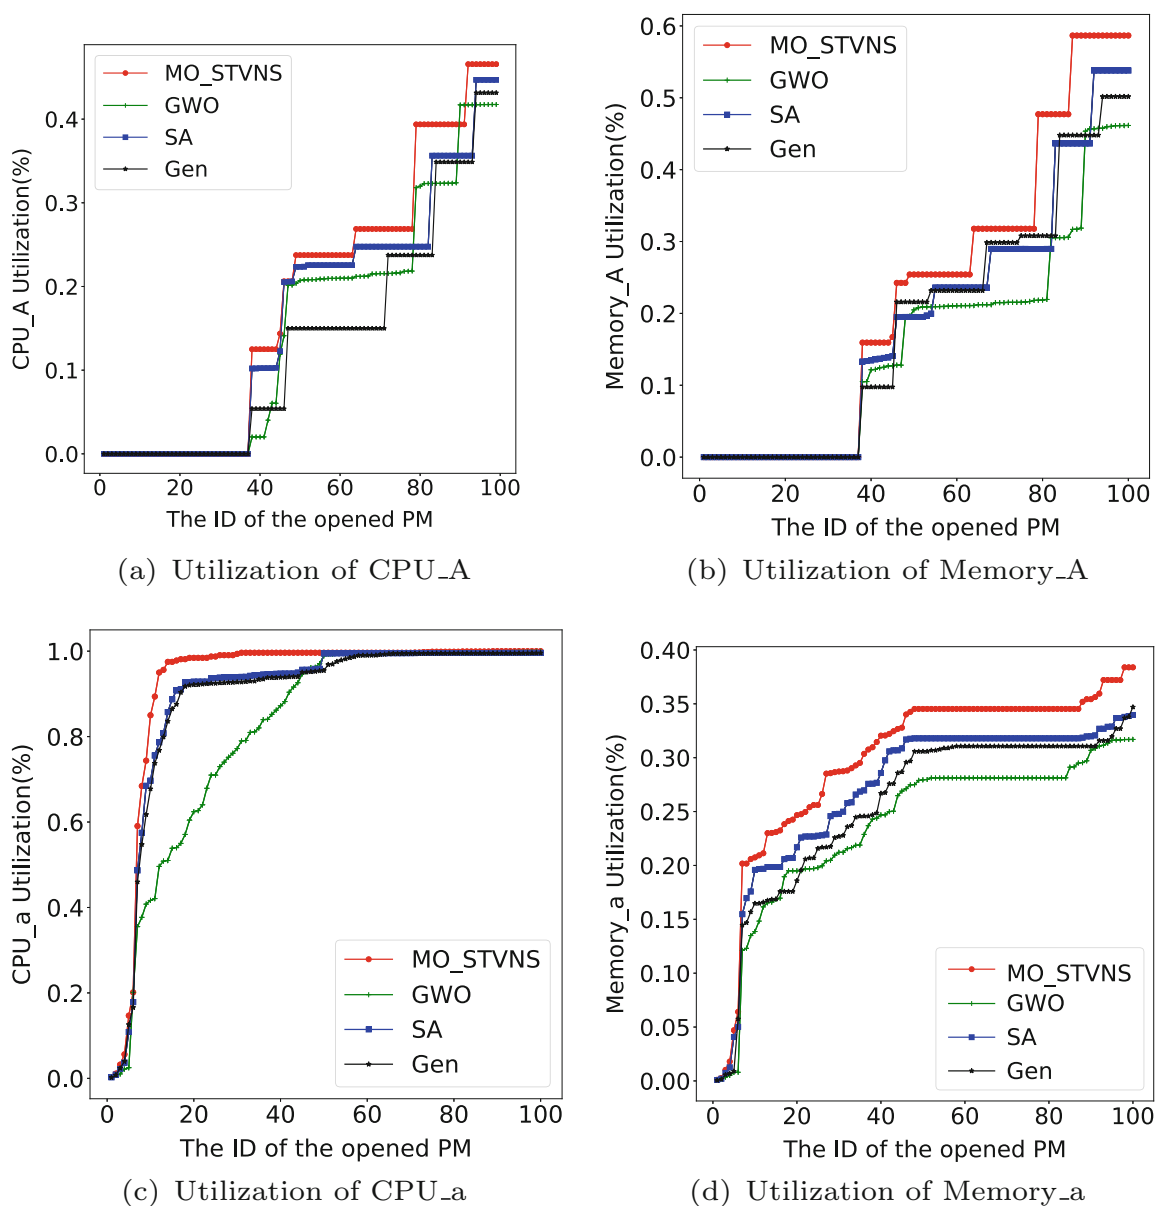 MO_STVNS
GWO
SA
Gen
CPU_A Utilization(%)
0.4
0.3
0.2
0.1
0.0
0 20 40 60 80 100
The ID of the opened PM
(a) Utilization of CPU_A
MO_STVNS
GWO
SA
Gen
Memory_A Utilization(%)
0.6
0.5
0.4
0.3
0.2
0.1
0.0
0 20 40 60 80 100
The ID of the opened PM
(b) Utilization of Memory_A
CPU_a Utilization(%)
1.0
0.8
0.6
0.4
0.2
0.0
MO_STVNS
GWO
SA
Gen
0 20 40 60 80 100
The ID of the opened PM
(c) Utilization of CPU_a
Memory_a Utilization(%)
0.40
0.35
0.30
0.25
0.20
0.15
0.10
0.05
0.00
MO_STVNS
GWO
SA
Gen
0 20 40 60 80 100
The ID of the opened PM
(d) Utilization of Memory_a